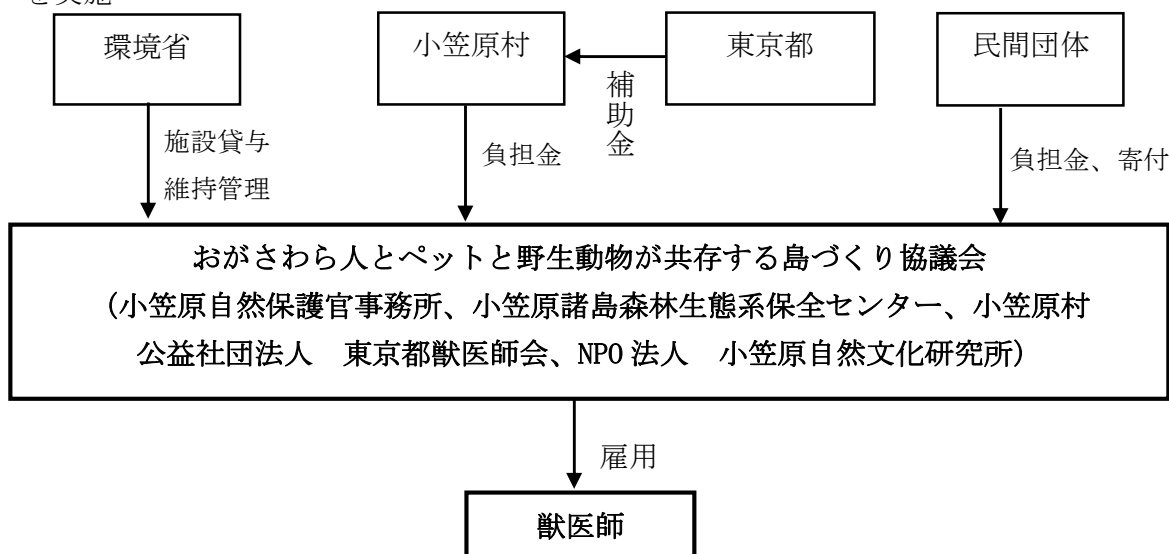 環境省
小笠原村
東京都
民間団体
補助金
施設貸与
維持管理
負担金
負担金、寄付
おがさわら人とペットと野生動物が共存する島づくり協議会
(小笠原自然保護官事務所、小笠原諸島森林生態系保全センター、小笠原村
公益社団法人　東京都獣医師会、NPO 法人　小笠原自然文化研究所)
雇用
獣医師